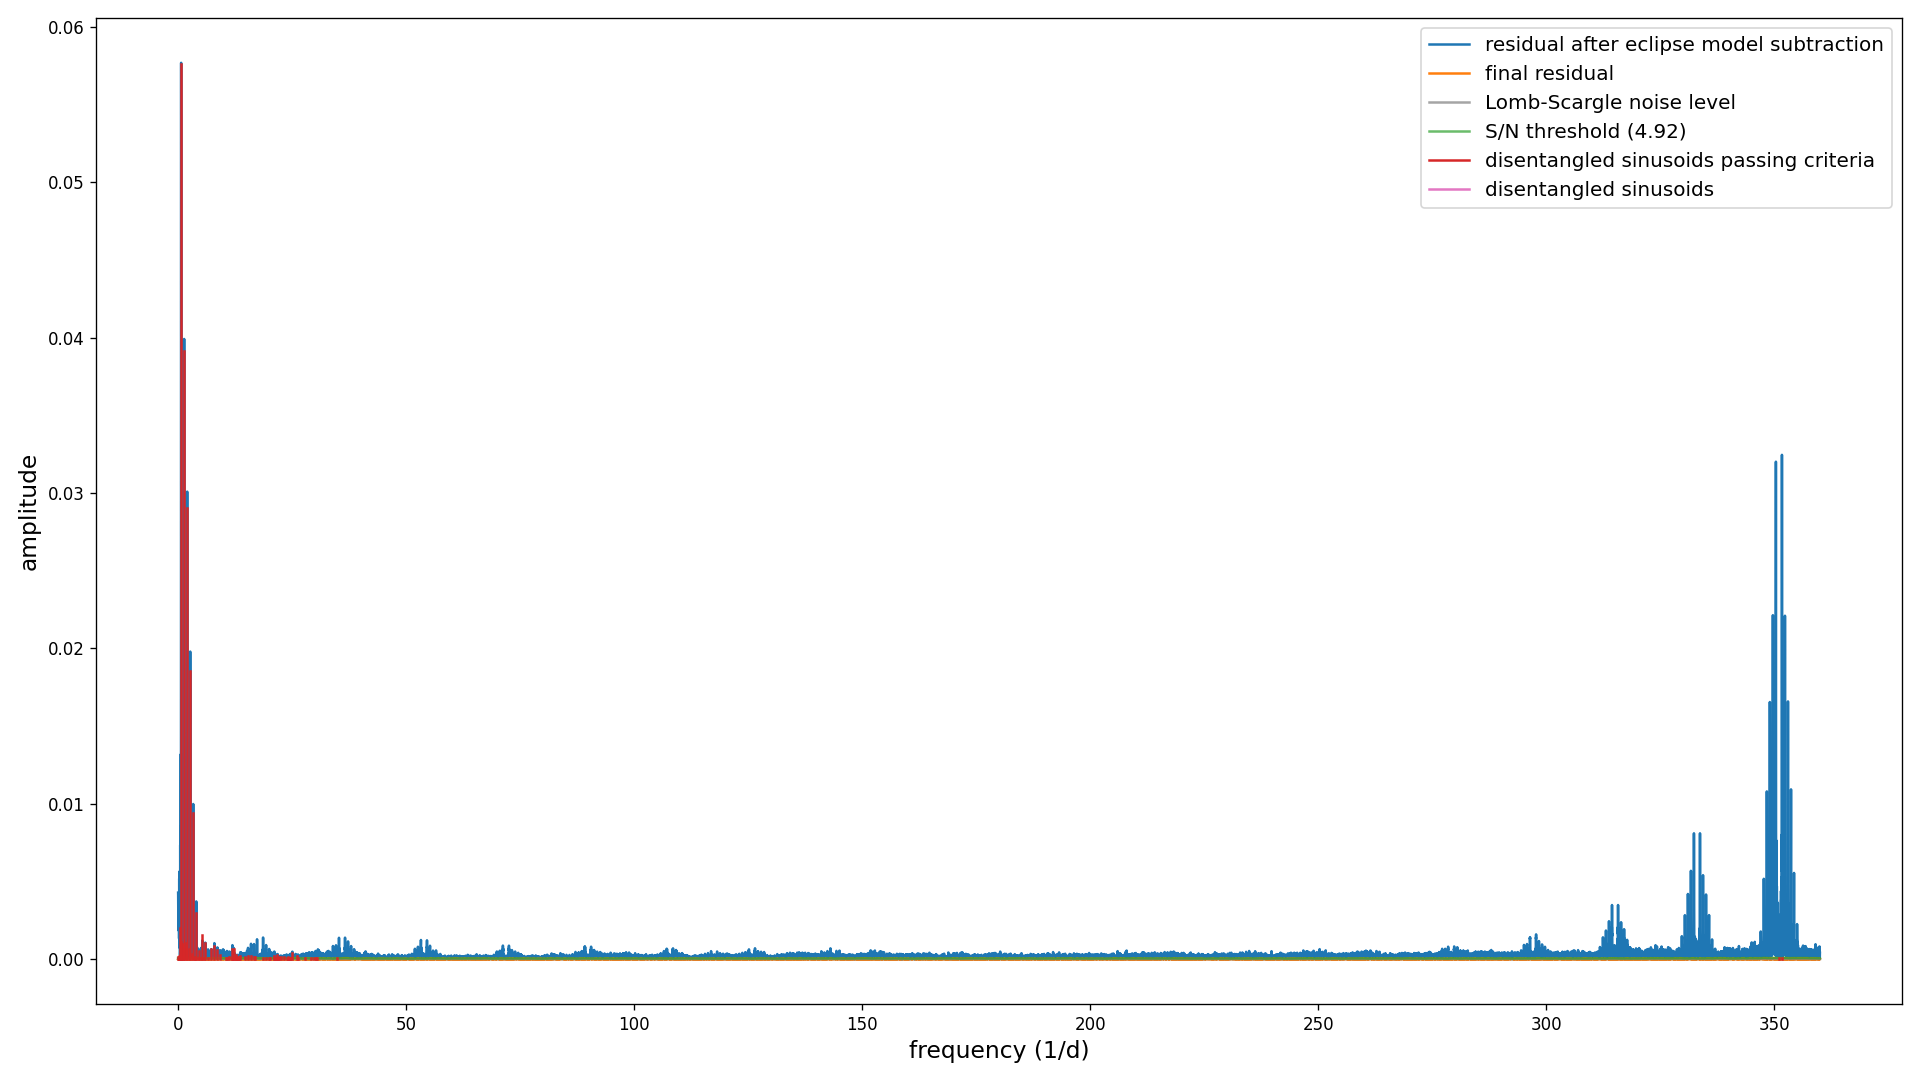 0.06
0.05
0.04
0.03
0.02
0.01
0.00
amplitude
0
50
100
150
200
250
300
350
frequency (1/d)
residual after eclipse model subtraction
final residual
Lomb-Scargle noise level
S/N threshold (4.92)
disentangled sinusoids passing criteria
disentangled sinusoids